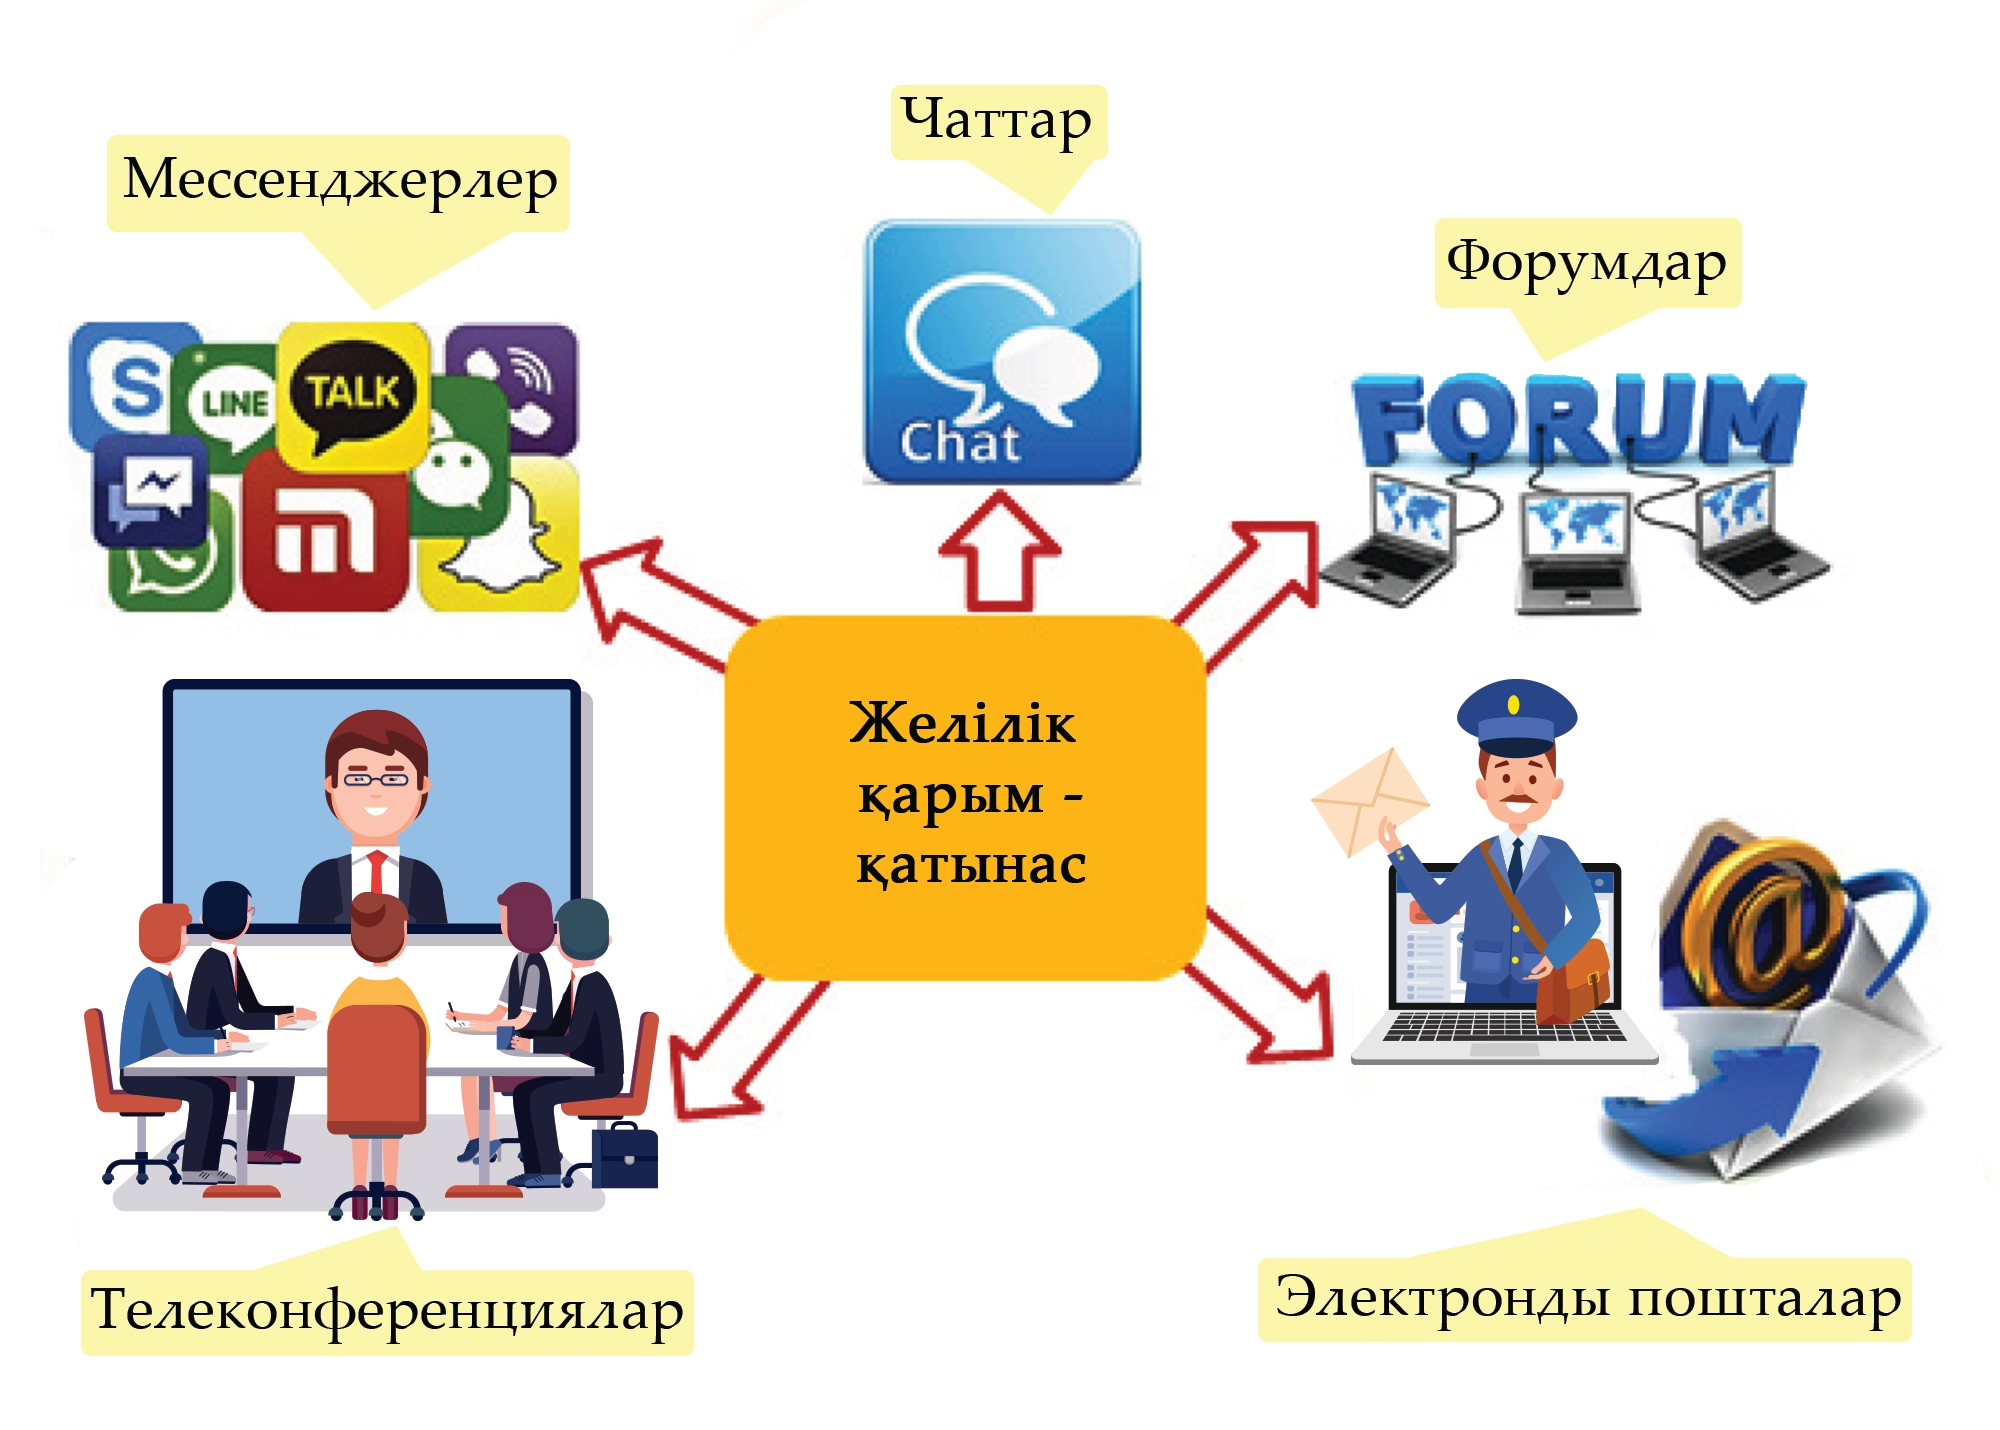 Чаттар
Мессенджерлер
Форумдар
Chat
S
LINE
TALK
FORUM
Желілік
қарым -
қатынас
@
Телеконференциялар
Электронды пошталар